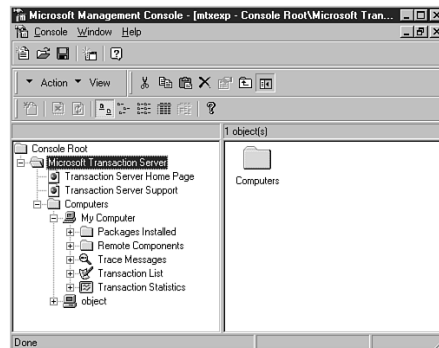 Microsoft Management Console - [mtxexp - Console Root\Microsoft Tran...
Console Window Help
Action View
1 object(s)
Console Root
Microsoft Transaction Server
Transaction Server Home Page
Transaction Server Support
Computers
My Computer
Packages Installed
Remote Components
Trace Messages
Transaction List
Transaction Statistics
object
Computers
Done